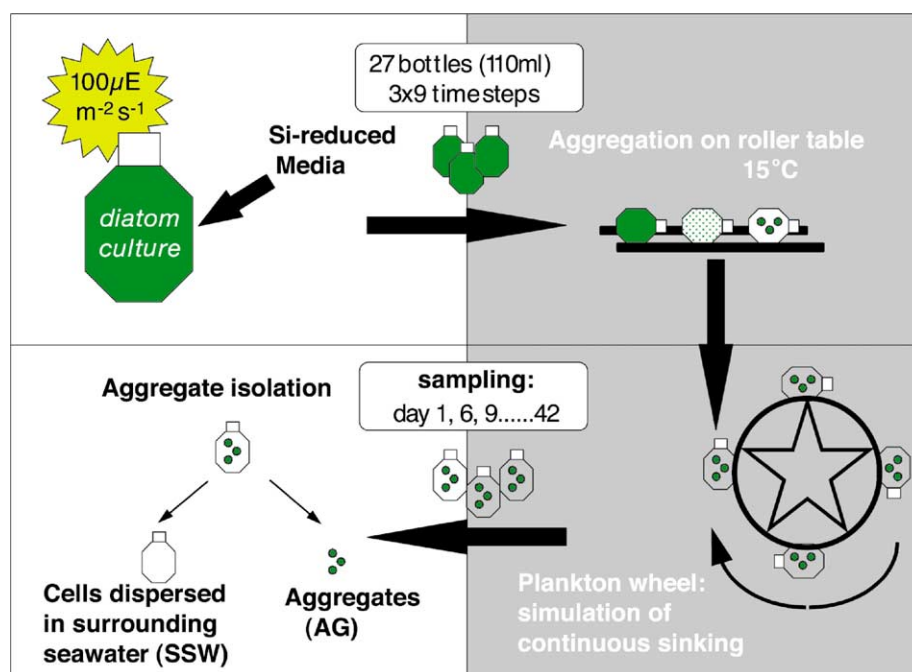 100µE
m-2 s-1
diatom
culture
Si-reduced
Media
27 bottles (110ml)
3x9 timesteps
Aggregation on roller table
15°C
Aggregate isolation
Cells dispersed
in surrounding
seawater (SSW)
Aggregates
(AG)
sampling:
day 1, 6, 9......42
Plankton wheel:
simulation of
continuous sinking